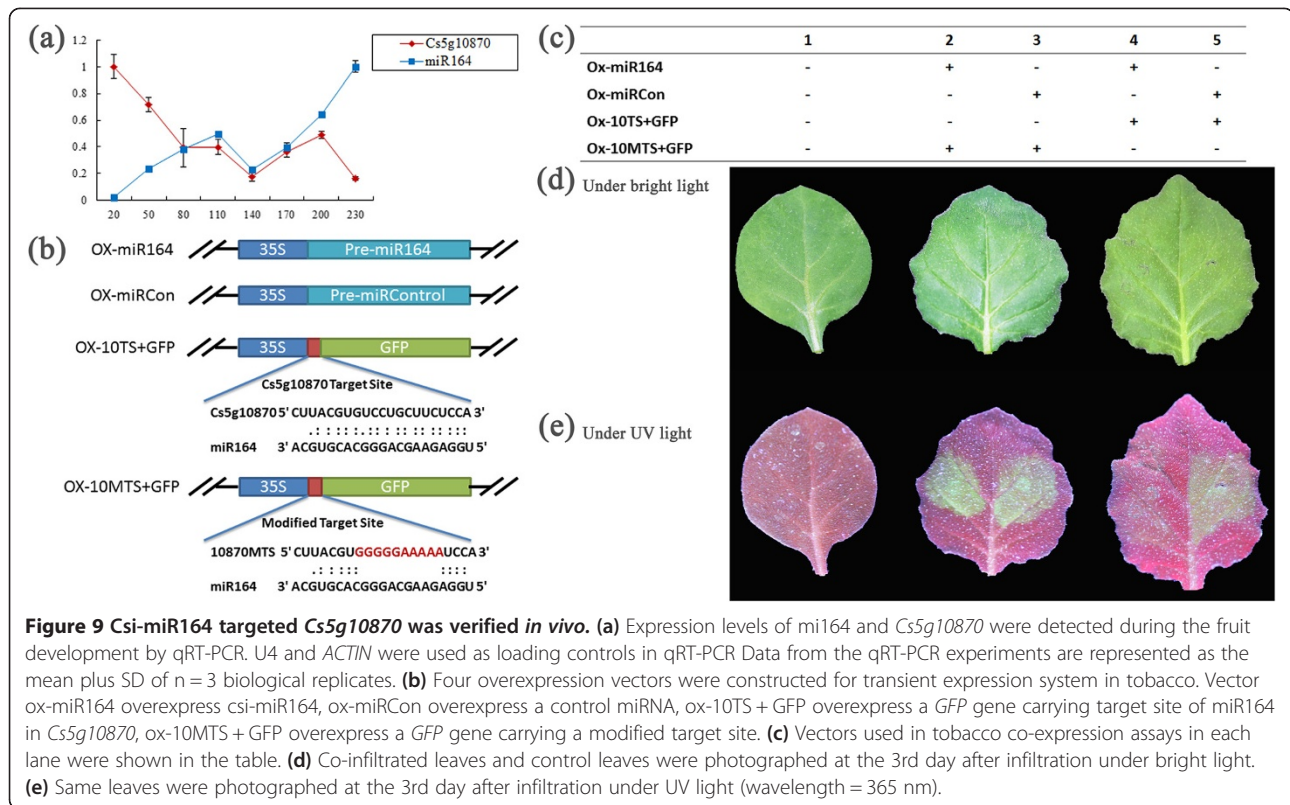 (a)
1.2
1
0.8
0.6
0.4
0.2
0
20 50 80 110 140 170 200 230
Cs5g10870
miR164
(b)
OX-miR164 35S Pre-miR164
OX-miRCon 35S Pre-miRControl
OX-10TS+GFP 35S GFP
Cs5g10870 Target Site
Cs5g10870 5' CUUACGUGUCCUGCUUCUCCA 3'
.: :: ::.:: :: :: ::::
miR164 3' ACGUGCACGGGACGAAGAGGU 5'
OX-10MTS+GFP 35S GFP
Modified Target Site
10870MTS 5' CUUACGUGGGGGAAAAAUCCA 3'
.: :: :: ::::
miR164 3' ACGUGCACGGGACGAAGAGGU 5'
(c)
1 2 3 4 5
Ox-miR164 - + - + -
Ox-miRCon - - + - +
Ox-10TS+GFP - - - + +
Ox-10MTS+GFP - + + - -
(d) Under bright light
(e) Under UV light
Figure 9 Csi-miR164 targeted Cs5g10870 was verified in vivo. (a) Expression levels of mi164 and Cs5g10870 were detected during the fruit
development by qRT-PCR. U4 and ACTIN were used as loading controls in qRT-PCR Data from the qRT-PCR experiments are represented as the
mean plus SD of n = 3 biological replicates. (b) Four overexpression vectors were constructed for transient expression system in tobacco. Vector
ox-miR164 overexpress csi-miR164, ox-miRCon overexpress a control miRNA, ox-10TS + GFP overexpress a GFP gene carrying target site of miR164
in Cs5g10870, ox-10MTS + GFP overexpress a GFP gene carrying a modified target site. (c) Vectors used in tobacco co-expression assays in each
lane were shown in the table. (d) Co-infiltrated leaves and control leaves were photographed at the 3rd day after infiltration under bright light.
(e) Same leaves were photographed at the 3rd day after infiltration under UV light (wavelength = 365 nm).